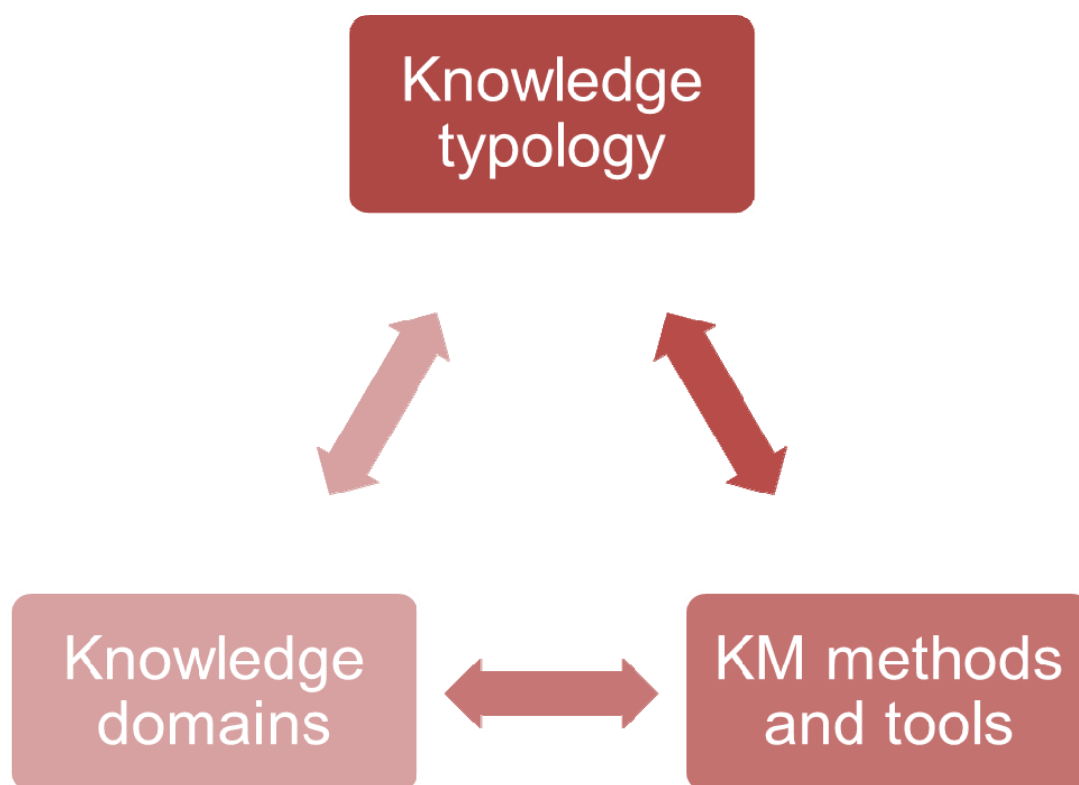 Knowledge
typology
Knowledge
domains
KM methods
and tools